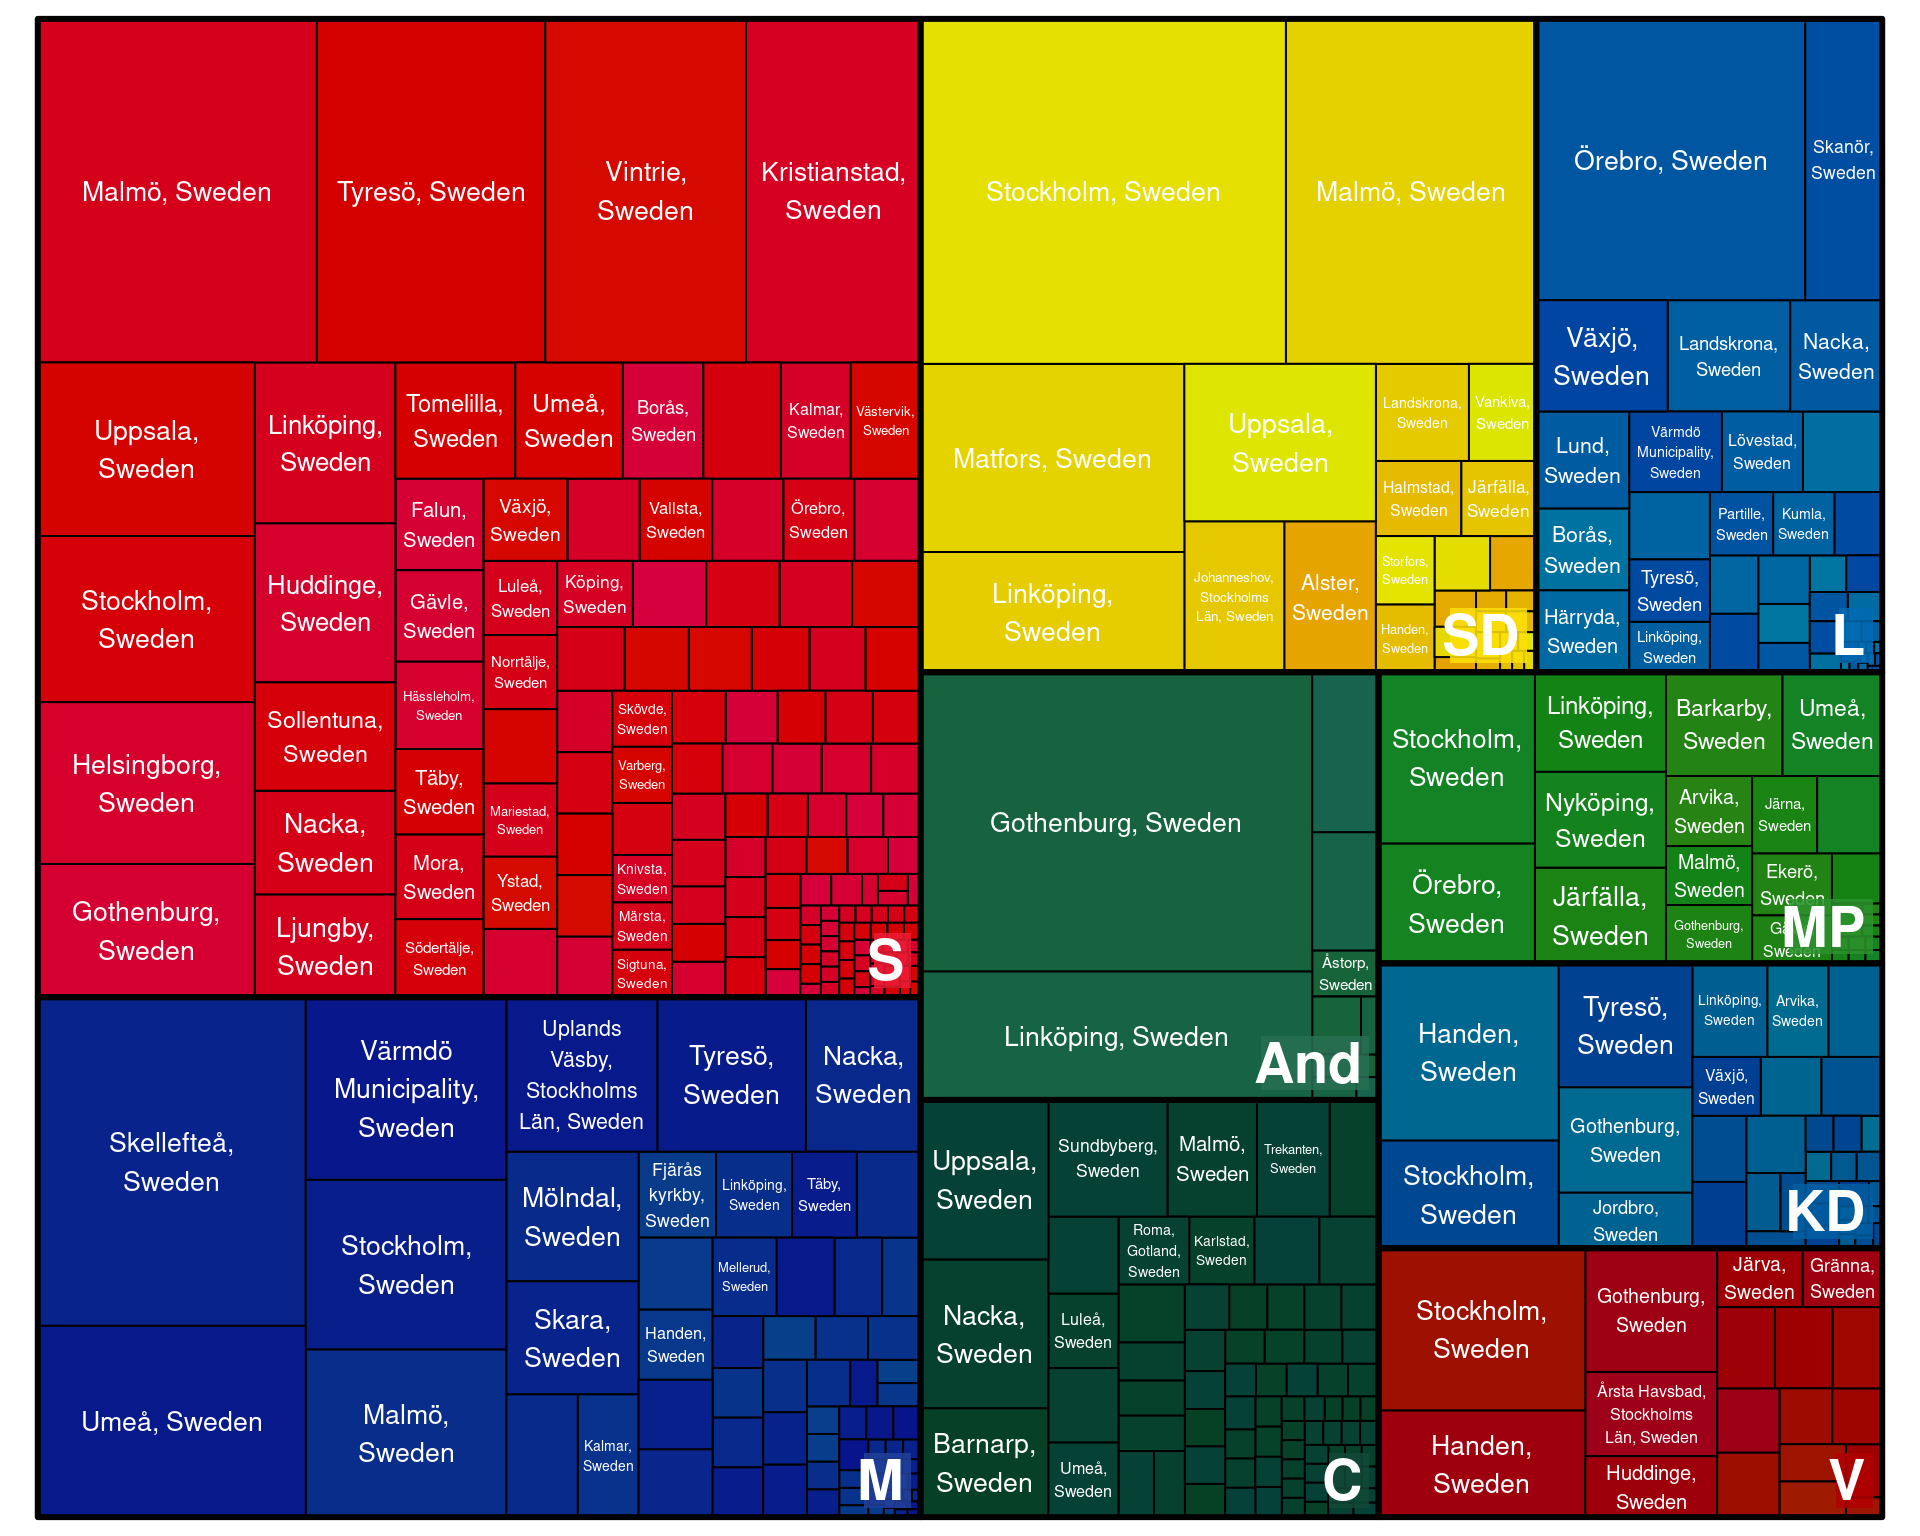 Malmö, Sweden
Tyresö, Sweden
Vintrie,
Sweden
Kristianstad,
Sweden
Uppsala,
Sweden
Stockholm,
Sweden
Helsingborg,
Sweden
Gothenburg,
Sweden
Linköping,
Sweden
Huddinge,
Sweden
Sollentuna,
Sweden
Nacka,
Sweden
Ljungby,
Sweden
Tomelilla,
Sweden
Umeå,
Sweden
Borås,
Sweden
Kalmar,
Sweden
Västervik,
Sweden
Falun,
Sweden
Gävle,
Sweden
Hässleholm,
Sweden
Täby,
Sweden
Mora,
Sweden
Södertälje,
Sweden
Växjö,
Sweden
Vallsta,
Sweden
Örebro,
Sweden
Luleå,
Sweden
Köping,
Sweden
Norrtälje,
Sweden
Mariestad,
Sweden
Ystad,
Sweden
Skövde,
Sweden
Varberg,
Sweden
Knivsta,
Sweden
Märsta,
Sweden
Sigtuna,
Sweden
S
Skellefteå,
Sweden
Umeå, Sweden
Värmdö
Municipality,
Sweden
Stockholm,
Sweden
Malmö,
Sweden
Uplands
Väsby,
Stockholms
Län, Sweden
Tyresö,
Sweden
Nacka,
Sweden
Mölndal,
Sweden
Skara,
Sweden
Kalmar,
Sweden
Fjärås
kyrkby,
Sweden
Linköping,
Sweden
Täby,
Sweden
Mellerud,
Sweden
Handen,
Sweden
M
Stockholm, Sweden
Malmö, Sweden
Matfors, Sweden
Linköping,
Sweden
Uppsala,
Sweden
Johanneshov,
Stockholms
Län, Sweden
Alster,
Sweden
Landskrona,
Sweden
Vankiva,
Sweden
Halmstad,
Sweden
Järfälla,
Sweden
Storfors,
Sweden
Handen,
Sweden
SD
Gothenburg, Sweden
Linköping, Sweden
Åstorp,
Sweden
And
Uppsala,
Sweden
Nacka,
Sweden
Barnarp,
Sweden
Sundbyberg,
Sweden
Malmö,
Sweden
Trekanten,
Sweden
Luleå,
Sweden
Umeå,
Sweden
Roma,
Gotland,
Sweden
Karlstad,
Sweden
C
Örebro, Sweden
Skanör,
Sweden
Växjö,
Sweden
Landskrona,
Sweden
Nacka,
Sweden
Lund,
Sweden
Borås,
Sweden
Härryda,
Sweden
Värmdö
Municipality,
Sweden
Lövestad,
Sweden
Partille,
Sweden
Kumla,
Sweden
Tyresö,
Sweden
Linköping,
Sweden
L
Stockholm,
Sweden
Örebro,
Sweden
Linköping,
Sweden
Nyköping,
Sweden
Järfälla,
Sweden
Barkarby,
Sweden
Umeå,
Sweden
Arvika,
Sweden
Malmö,
Sweden
Gothenburg,
Sweden
Järna,
Sweden
Ekerö,
Sweden
MP
Handen,
Sweden
Stockholm,
Sweden
Tyresö,
Sweden
Gothenburg,
Sweden
Jordbro,
Sweden
Linköping,
Sweden
Arvika,
Sweden
Växjö,
Sweden
KD
Stockholm,
Sweden
Handen,
Sweden
Gothenburg,
Sweden
Årsta Havsbad,
Stockholms
Län, Sweden
Huddinge,
Sweden
Järva,
Sweden
Gränna,
Sweden
V